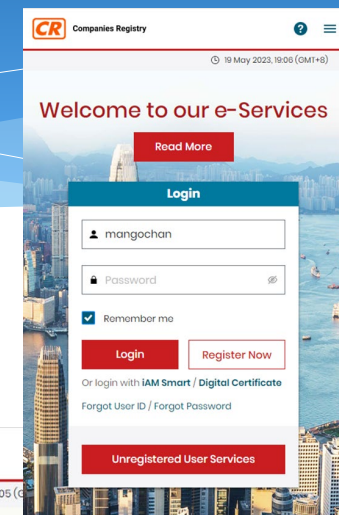 CR Companies Registry
19 May 2023, 19:06 (GMT+8)
Welcome to our e-Services
Read More
Login
mangochan
Password
Remember me
Login Register Now
Or login with iAM Smart / Digital Certificate
Forgot User ID / Forgot Password
Unregistered User Services
05 (G